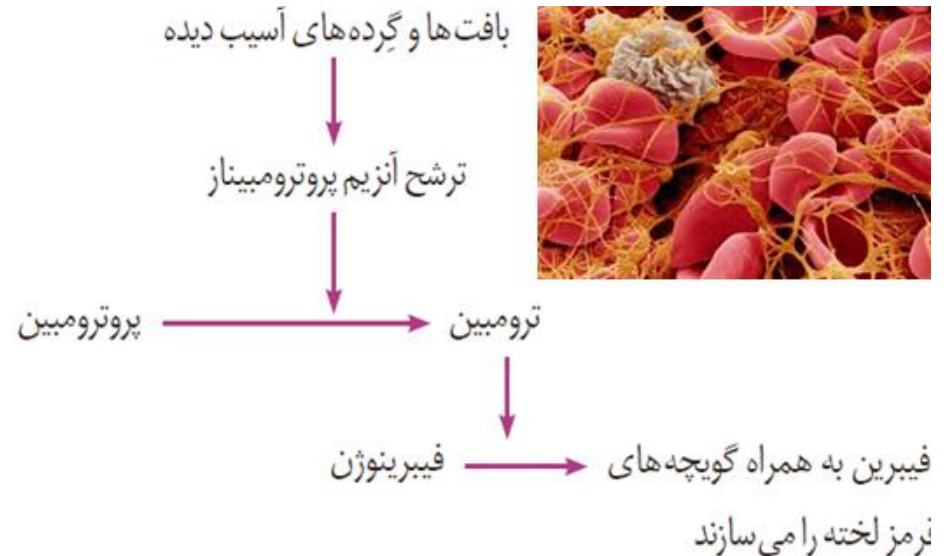 بافت‌ها و گِرده‌های آسیب دیده
ترشح آنزیم پروترومبیناز
پروترومبین
ترومبین
فیبرینوژن
فیبرین به همراه گویچه‌های
قرمز لخته را می‌سازند